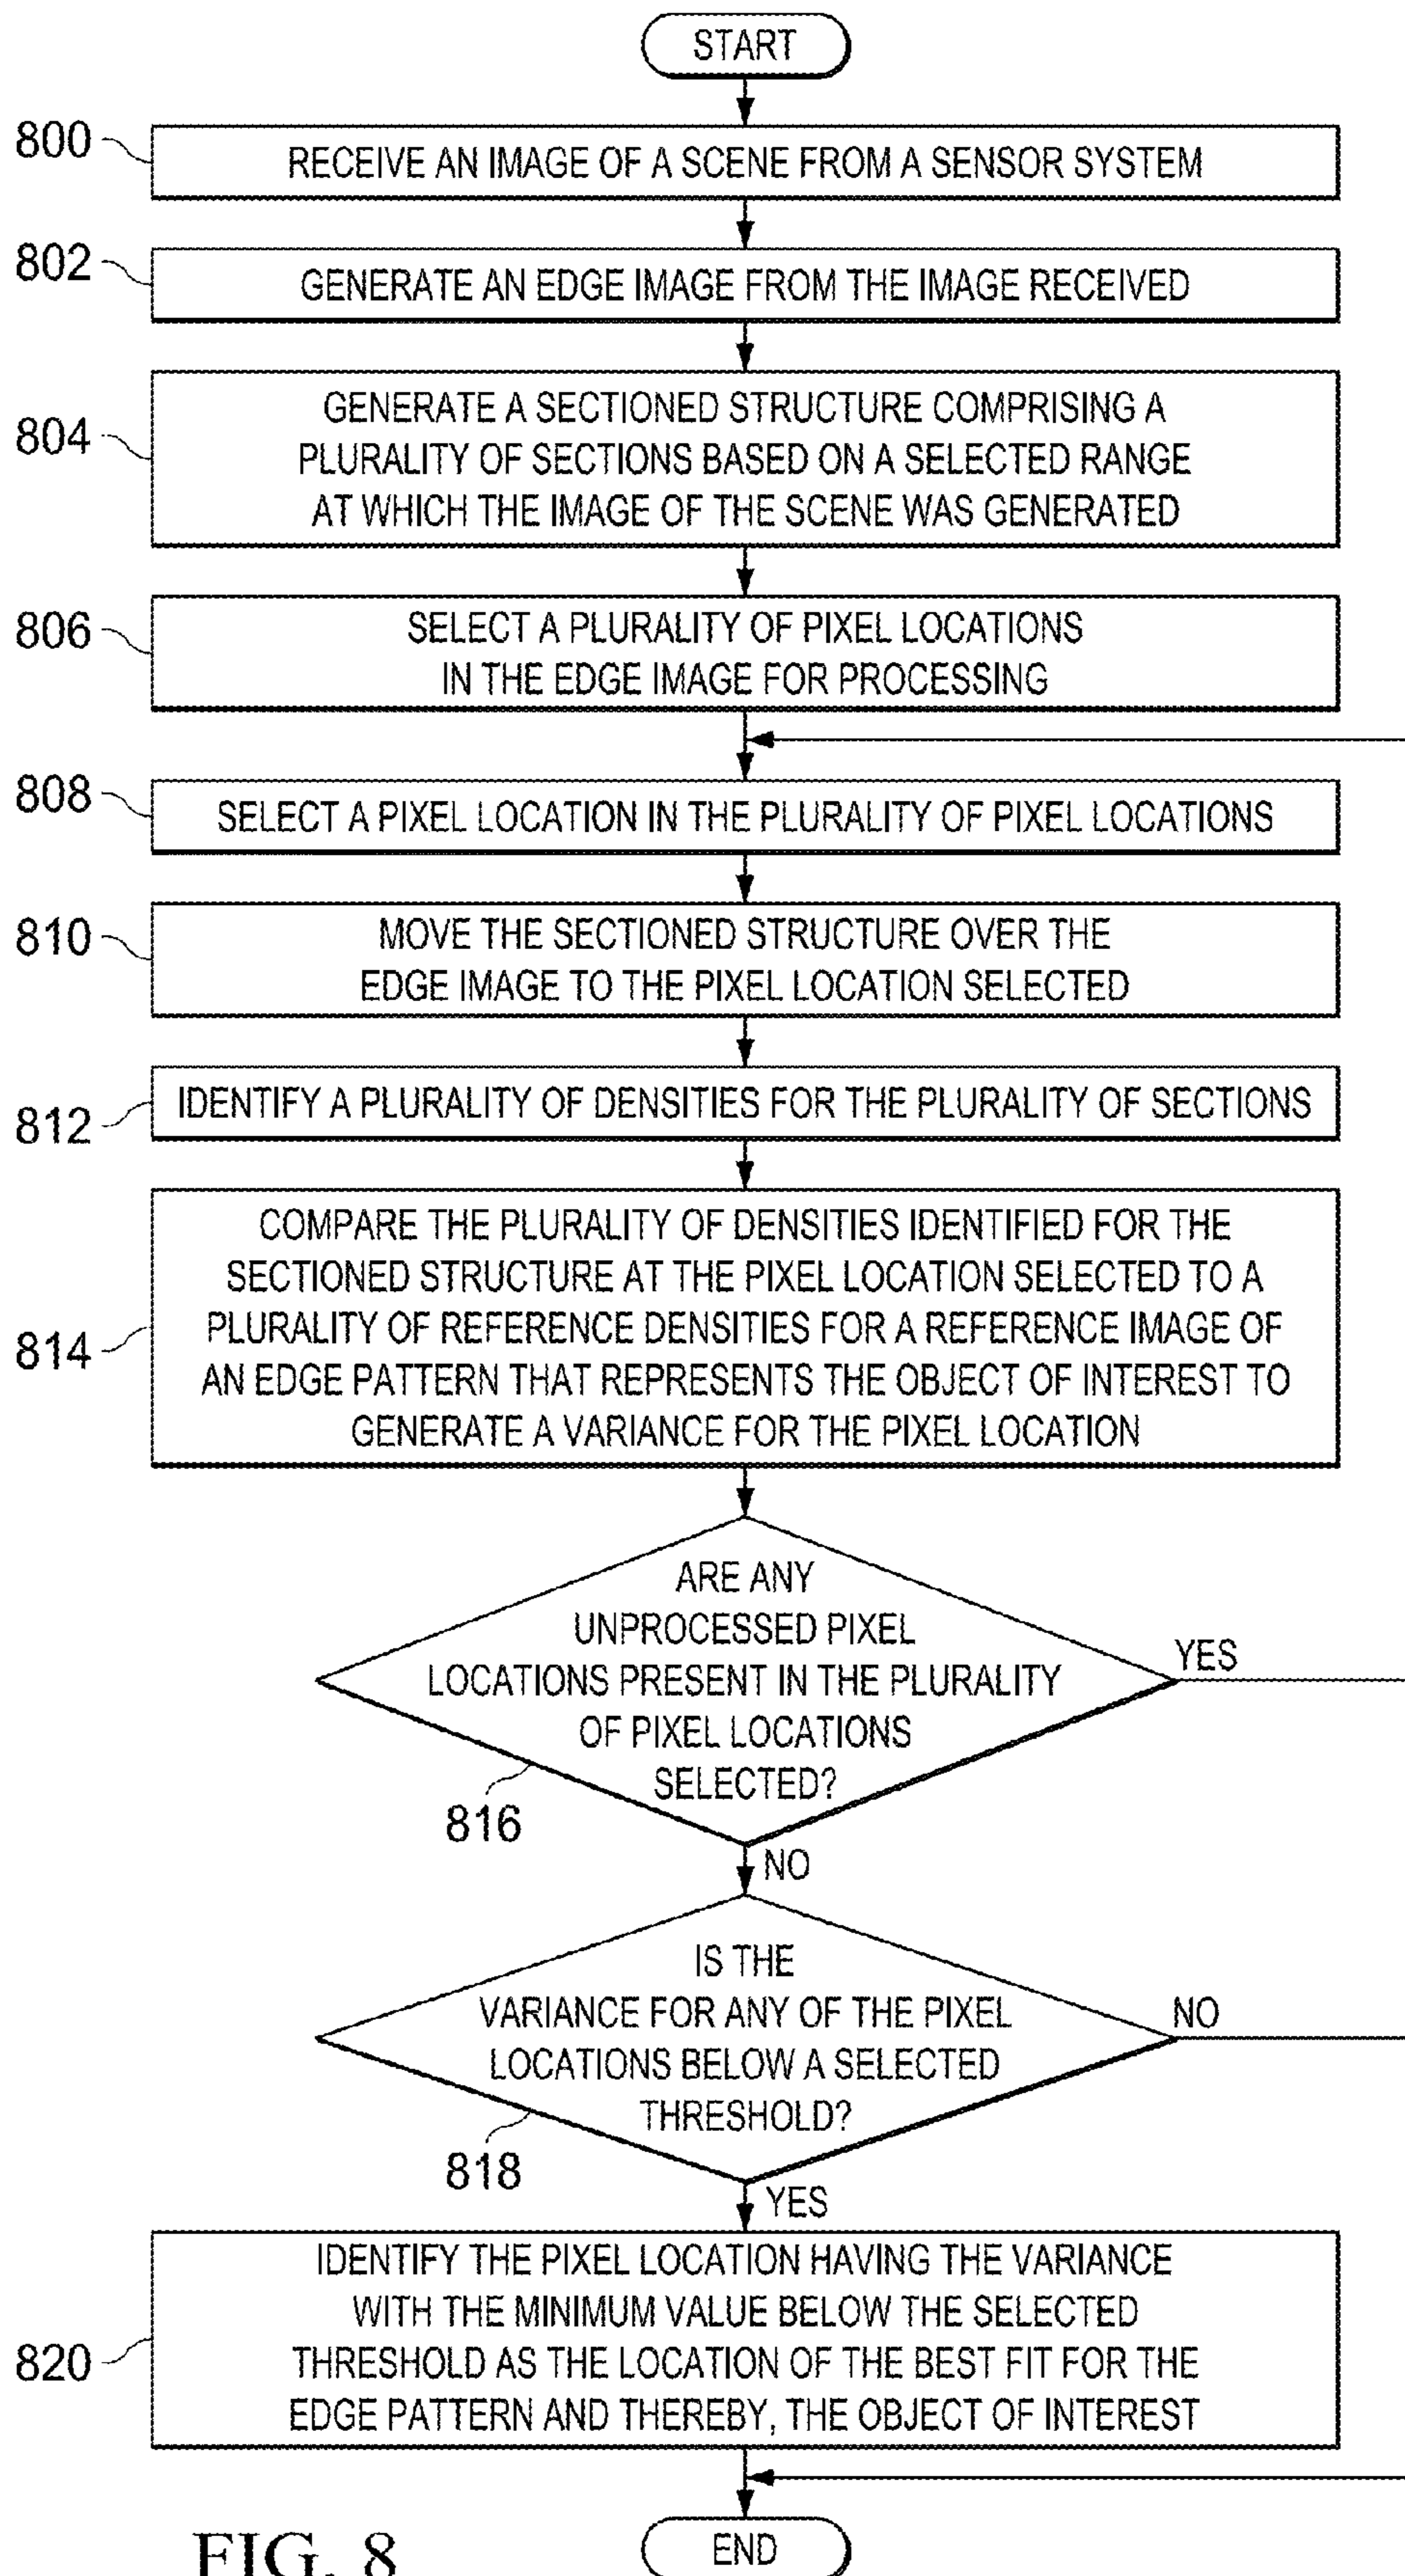 START
800
RECEIVE AN IMAGE OF A SCENE FROM A SENSOR SYSTEM
802
GENERATE AN EDGE IMAGE FROM THE IMAGE RECEIVED
804
GENERATE A SECTIONED STRUCTURE COMPRISING A
PLURALITY OF SECTIONS BASED ON A SELECTED RANGE
AT WHICH THE IMAGE OF THE SCENE WAS GENERATED
806
SELECT A PLURALITY OF PIXEL LOCATIONS
IN THE EDGE IMAGE FOR PROCESSING
808
SELECT A PIXEL LOCATION IN THE PLURALITY OF PIXEL LOCATIONS
810
MOVE THE SECTIONED STRUCTURE OVER THE
EDGE IMAGE TO THE PIXEL LOCATION SELECTED
812
IDENTIFY A PLURALITY OF DENSITIES FOR THE PLURALITY OF SECTIONS
814
COMPARE THE PLURALITY OF DENSITIES IDENTIFIED FOR THE
SECTIONED STRUCTURE AT THE PIXEL LOCATION SELECTED TO A
PLURALITY OF REFERENCE DENSITIES FOR A REFERENCE IMAGE OF
AN EDGE PATTERN THAT REPRESENTS THE OBJECT OF INTEREST TO
GENERATE A VARIANCE FOR THE PIXEL LOCATION
ARE ANY
UNPROCESSED PIXEL
LOCATIONS PRESENT IN THE PLURALITY
OF PIXEL LOCATIONS
SELECTED?
YES
816
NO
IS THE
VARIANCE FOR ANY OF THE PIXEL
LOCATIONS BELOW A SELECTED
THRESHOLD?
NO
818
YES
820
IDENTIFY THE PIXEL LOCATION HAVING THE VARIANCE
WITH THE MINIMUM VALUE BELOW THE SELECTED
THRESHOLD AS THE LOCATION OF THE BEST FIT FOR THE
EDGE PATTERN AND THEREBY, THE OBJECT OF INTEREST
END
FIG. 8